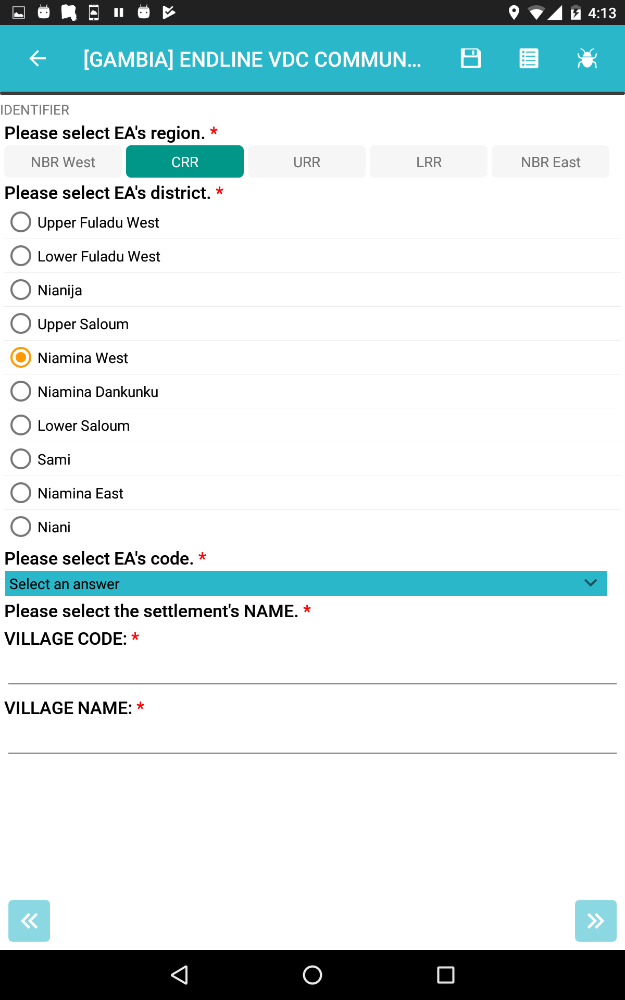 4:13
[GAMBIA] ENDLINE VDC COMMUN...
IDENTIFIER
Please select EA's region. *
NBR West CRR URR LRR NBR East
Please select EA's district. *
Upper Fuladu West
Lower Fuladu West
Nianija
Upper Saloum
Niamina West
Niamina Dankunku
Lower Saloum
Sami
Niamina East
Niani
Please select EA's code. *
Select an answer
Please select the settlement's NAME. *
VILLAGE CODE: *
VILLAGE NAME: *